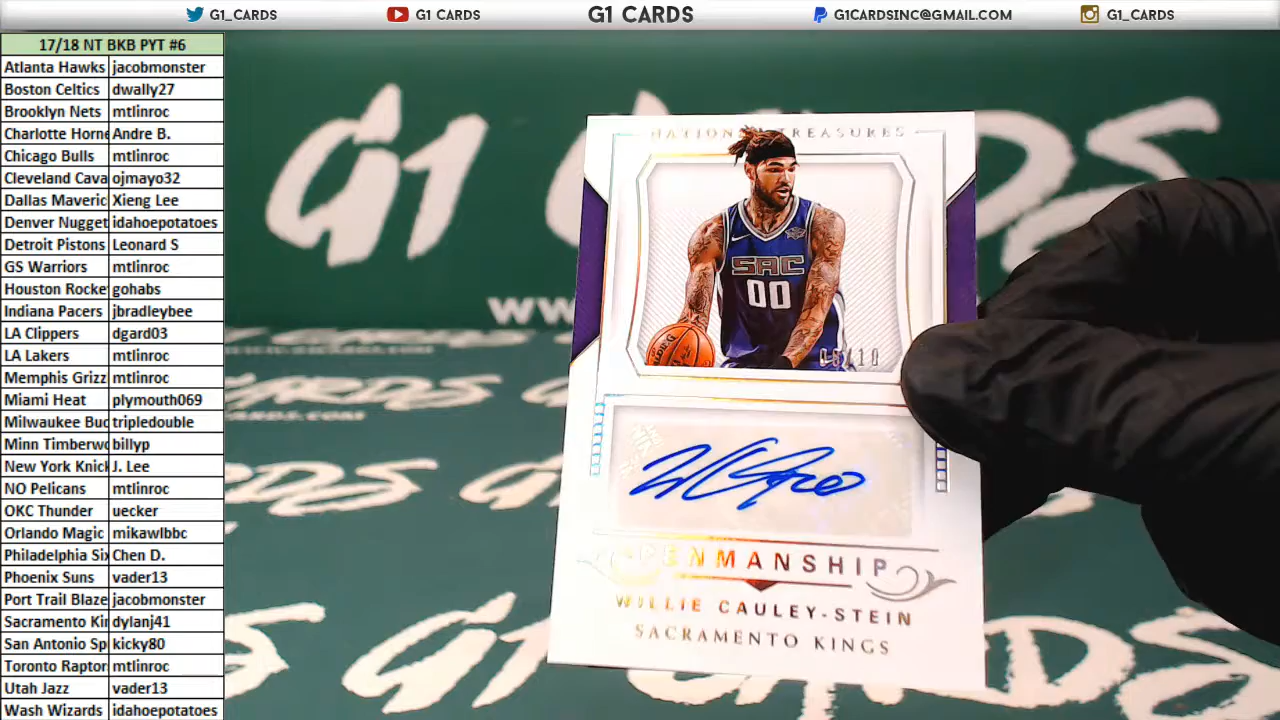 G1_CARDS
G1 CARDS
G1 CARDS
G1CARDSINC@GMAIL.COM
G1_CARDS
17/18 NT BKB PYT #6
Atlanta Hawks jacobmonster
Boston Celtics dwally27
Brooklyn Nets mtlinroc
Charlotte Horne Andre B.
Chicago Bulls mtlinroc
Cleveland Cava ojmayo32
Dallas Maveric Xieng Lee
Denver Nugget idahoepotatoes
Detroit Pistons Leonard S
GS Warriors mtlinroc
Houston Rocke gohabs
Indiana Pacers jbradleybee
LA Clippers dgard03
LA Lakers mtlinroc
Memphis Grizz mtlinroc
Miami Heat plymouth069
Milwaukee Buc tripledouble
Minn Timberwo billyp
New York Knick J. Lee
NO Pelicans mtlinroc
OKC Thunder uecker
Orlando Magic mikawlbbc
Philadelphia Six Chen D.
Phoenix Suns vader13
Port Trail Blaze jacobmonster
Sacramento Kin dylanj41
San Antonio Sp kicky80
Toronto Raptor mtlinroc
Utah Jazz vader13
Wash Wizards idahoepotatoes
G1
WW
NATIONAL TREASURES
SAC
00
PENMANSHIP
WILLIE CAULEY-STEIN
SACRAMENTO KINGS